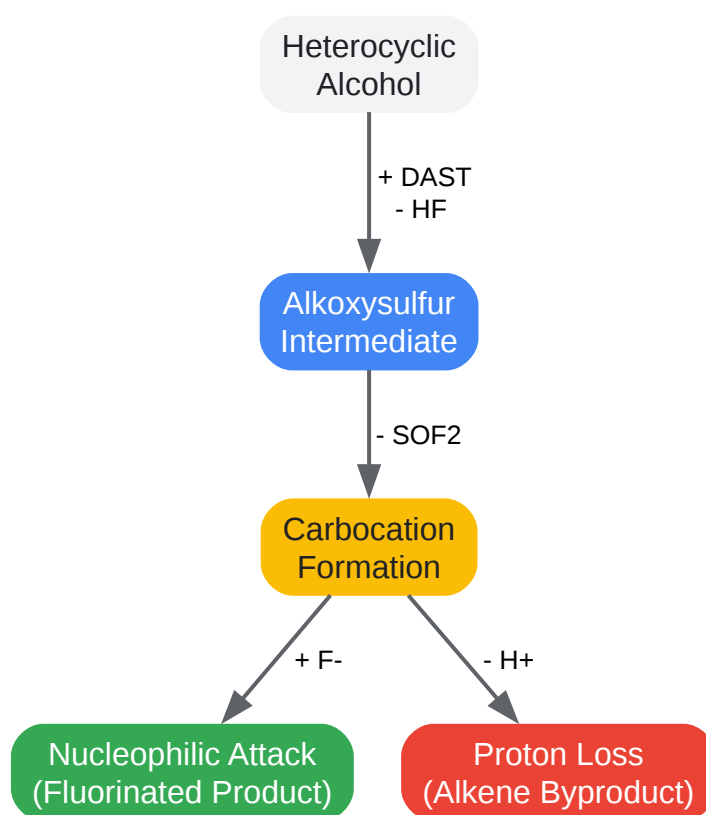 Heterocyclic
Alcohol
+ DAST
- HF
Alkoxysulfur
Intermediate
- SOF2
Carbocation
Formation
+ F-
- H+
Nucleophilic Attack
(Fluorinated Product)
Proton Loss
(Alkene Byproduct)